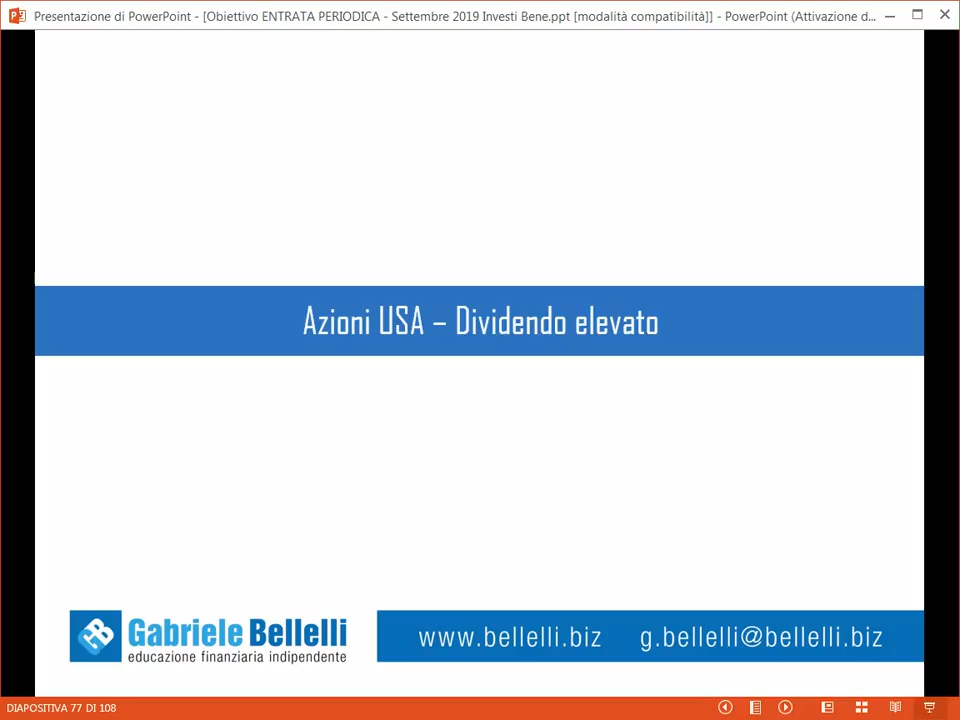 Presentazione di PowerPoint - [Obiettivo ENTRATA PERIODICA - Settembre 2019 Investi Bene.ppt [modalità compatibilità]] - PowerPoint (Attivazione d...
Azioni USA – Dividendo elevato
GB
Gabriele Bellelli
educazione finanziaria indipendente
www.bellelli.biz g.bellelli@bellelli.biz
DIAPOSITIVA 77 DI 108